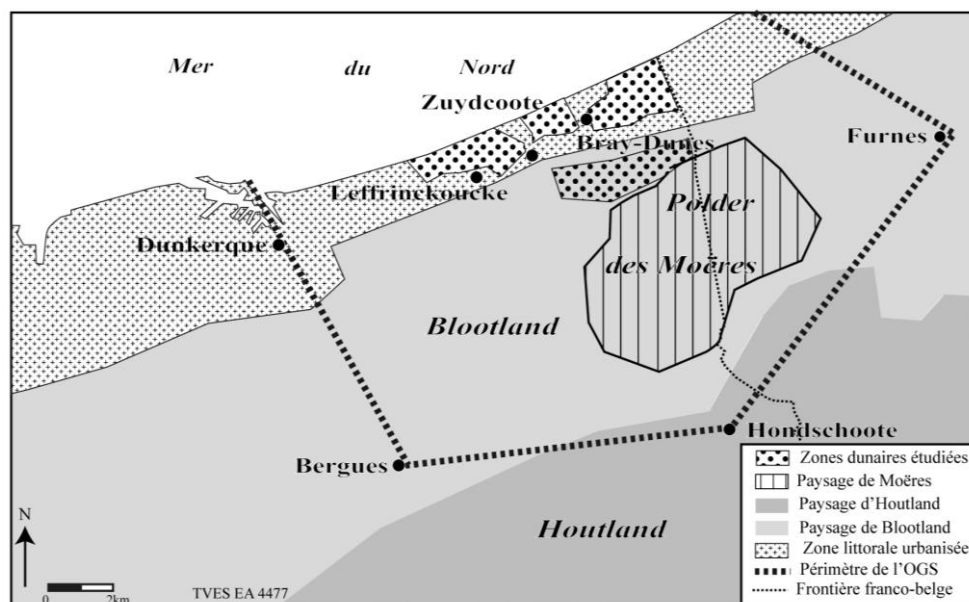 Mer du Nord
Zuydcoote
Bray-Dunes
Furnes
Leffrinckoucke
Polder
des Moëres
Dunkerque
Blootland
Hondschoote
Bergues
Houtland
N
0 2km
TVES EA 4477
Zones dunaires étudiées
Paysage de Moëres
Paysage d'Houtland
Paysage de Blootland
Zone littorale urbanisée
Périmètre de l'OGS
Frontière franco-belge